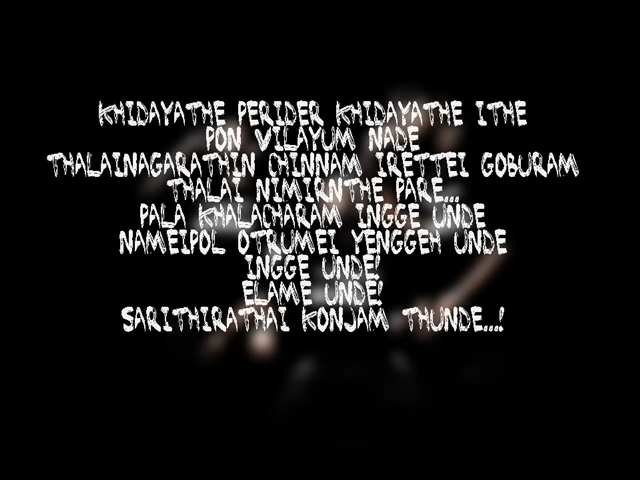 KHIDAYATHE PERIDER KHIDAYATHE ITHE
PON VILAYUM NADE
THALAINAGARATHIN CHINNAM IRETTEI GOBURAM
THALAI NIMIRNTHE PARE...
PALA KHALACHARAM INGGE UNDE
NAMEIPOL OTRUMEI YENGGEH UNDE
INGGE UNDE!
ELAME UNDE!
SARITHIRATHAI KONJAM THUNDE...!